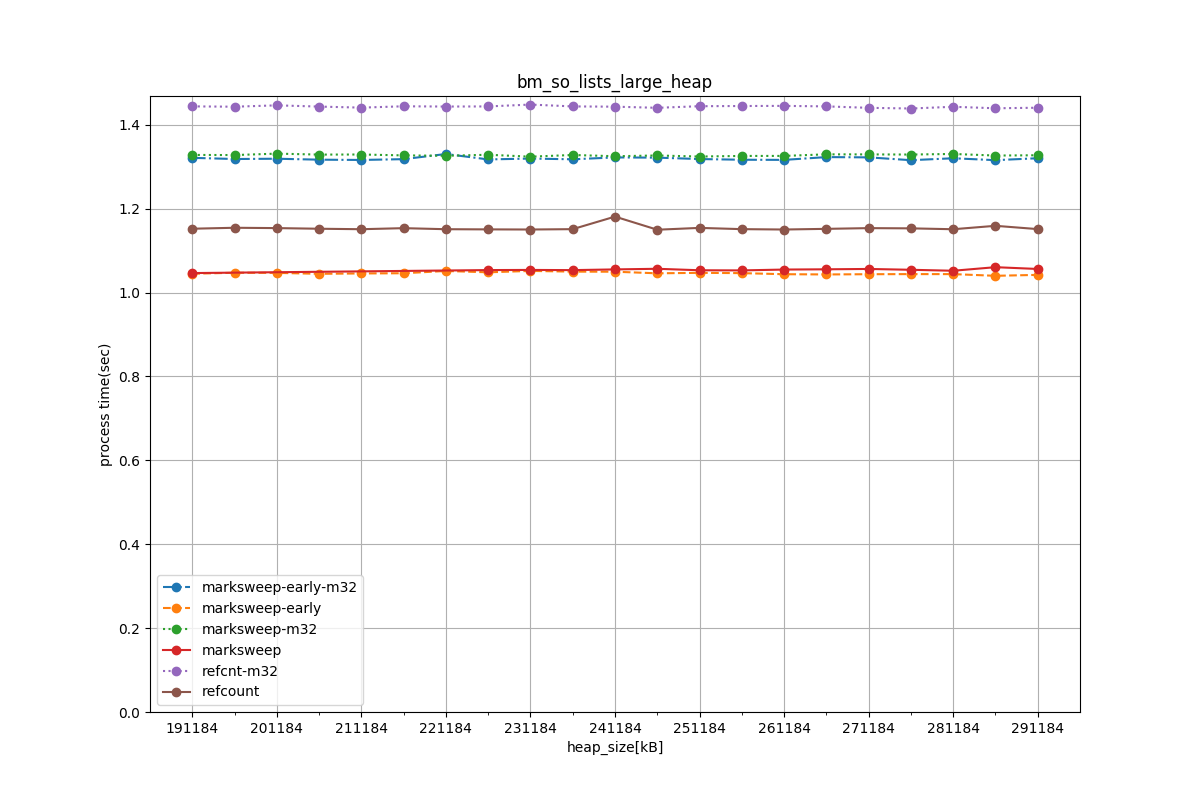 bm_so_lists_large_heap
process time(sec)
1.4
1.2
1.0
0.8
0.6
0.4
0.2
0.0
marksweep-early-m32
marksweep-early
marksweep-m32
marksweep
refcnt-m32
refcount
191184 201184 211184 221184 231184 241184 251184 261184 271184 281184 291184
heap_size[kB]